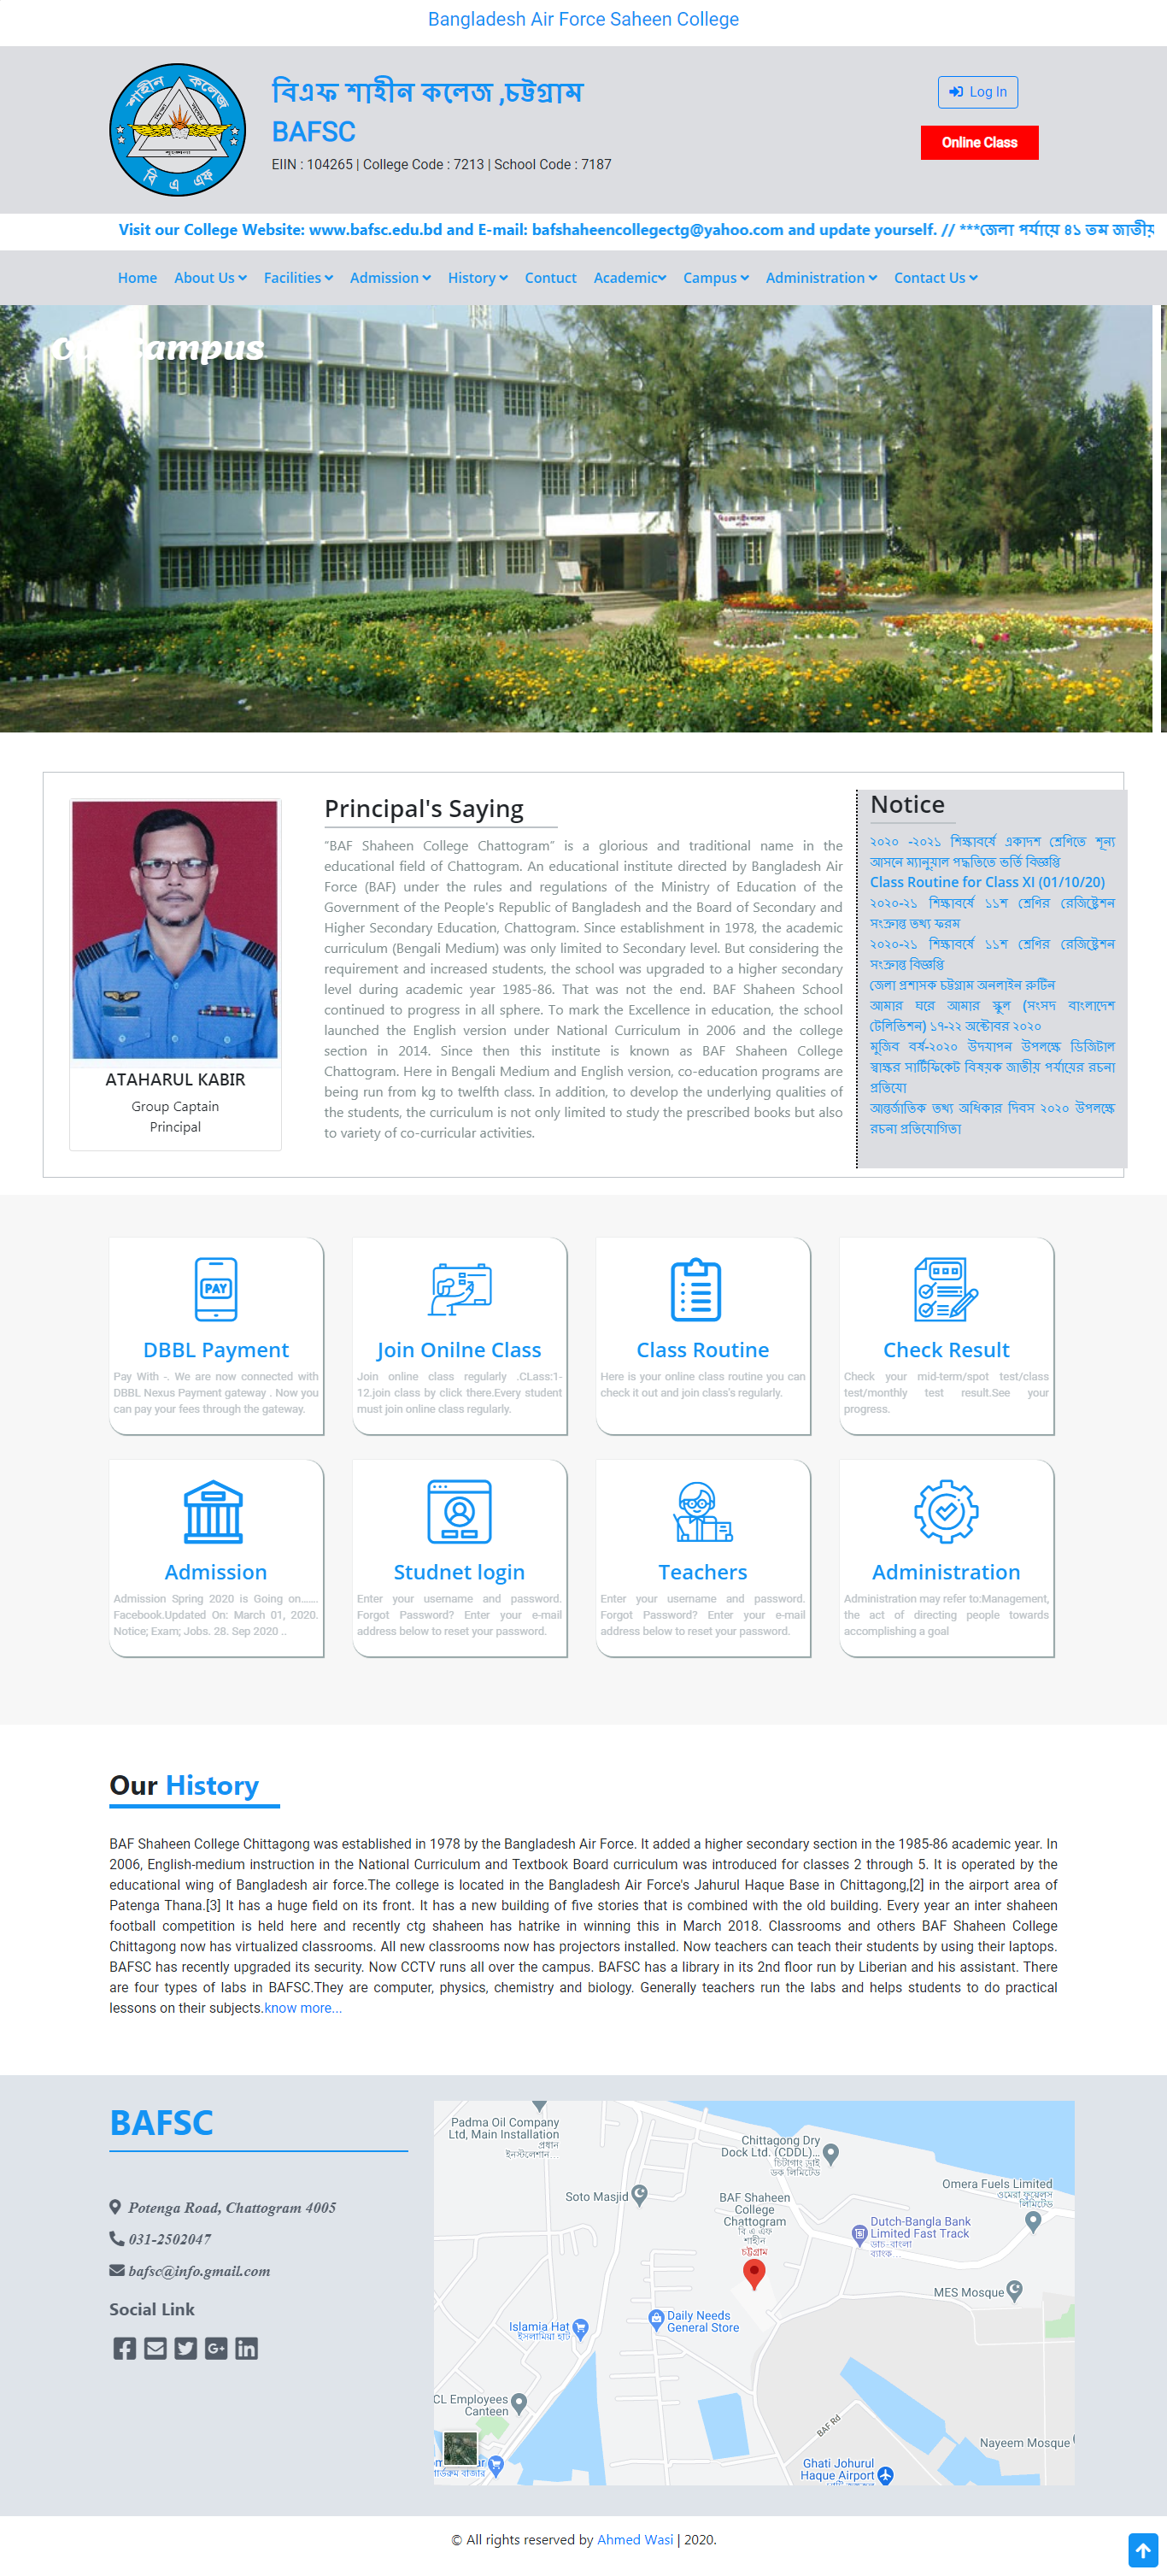 Bangladesh Air Force Saheen College
শাহীন কলেজ
বি এ এফ
বিএফ শাহীন কলেজ ,চট্টগ্রাম
BAFSC
EIIN : 104265 | College Code : 7213 | School Code : 7187
Log In
Online Class
Visit our College Website: www.bafsc.edu.bd and E-mail: bafshaheencollegectg@yahoo.com and update yourself. // ***জেলা পর্যায়ে ৪১ তম জাতীয়
Home About Us Facilities Admission History Contuct Academic Campus Administration Contact Us
Campus
Principal's Saying
“BAF Shaheen College Chattogram” is a glorious and traditional name in the
educational field of Chattogram. An educational institute directed by Bangladesh Air
Force (BAF) under the rules and regulations of the Ministry of Education of the
Government of the People's Republic of Bangladesh and the Board of Secondary and
Higher Secondary Education, Chattogram. Since establishment in 1978, the academic
curriculum (Bengali Medium) was only limited to Secondary level. But considering the
requirement and increased students, the school was upgraded to a higher secondary
level during academic year 1985-86. That was not the end. BAF Shaheen School
continued to progress in all sphere. To mark the Excellence in education, the school
launched the English version under National Curriculum in 2006 and the college
section in 2014. Since then this institute is known as BAF Shaheen College
Chattogram. Here in Bengali Medium and English version, co-education programs are
being run from kg to twelfth class. In addition, to develop the underlying qualities of
the students, the curriculum is not only limited to study the prescribed books but also
to variety of co-curricular activities.
ATAHARUL KABIR
Group Captain
Principal
Notice
২০২০ -২০২১ শিক্ষাবর্ষে একাদশ শ্রেণিতে শূন্য
আসনে ম্যানুয়াল পদ্ধতিতে ভর্তি বিজ্ঞপ্তি
Class Routine for Class XI (01/10/20)
২০২০-২১ শিক্ষাবর্ষে ১১শ শ্রেণির রেজিষ্ট্রেশন
সংক্রান্ত তথ্য ফরম
২০২০-২১ শিক্ষাবর্ষে ১১শ শ্রেণির রেজিষ্ট্রেশন
সংক্রান্ত বিজ্ঞপ্তি
জেলা প্রশাসক চট্টগ্রাম অনলাইন রুটিন
আমার ঘরে আমার স্কুল (সংসদ বাংলাদেশ
টেলিভিশন) ১৭-২২ অক্টোবর ২০২০
মুজিব বর্ষ-২০২০ উদযাপন উপলক্ষে ডিজিটাল
স্বাক্ষর সার্টিফিকেট বিষয়ক জাতীয় পর্যায়ের রচনা
প্রতিযো
আন্তর্জাতিক তথ্য অধিকার দিবস ২০২০ উপলক্ষে
রচনা প্রতিযোগিতা
PAY
DBBL Payment
Pay With -. We are now connected with
DBBL Nexus Payment gateway . Now you
can pay your fees through the gateway.
Join Onilne Class
Join online class regularly .CLass:1-
12.join class by click there.Every student
must join online class regularly.
Class Routine
Here is your online class routine you can
check it out and join class's regularly.
Check Result
Check your mid-term/spot test/class
test/monthly test result.See your
progress.
Admission
Admission Spring 2020 is Going on.......
Facebook.Updated On: March 01, 2020.
Notice; Exam; Jobs. 28. Sep 2020 ..
Studnet login
Enter your username and password.
Forgot Password? Enter your e-mail
address below to reset your password.
Teachers
Enter your username and password.
Forgot Password? Enter your e-mail
address below to reset your password.
Administration
Administration may refer to:Management,
the act of directing people towards
accomplishing a goal
Our History
BAF Shaheen College Chittagong was established in 1978 by the Bangladesh Air Force. It added a higher secondary section in the 1985-86 academic year. In
2006, English-medium instruction in the National Curriculum and Textbook Board curriculum was introduced for classes 2 through 5. It is operated by the
educational wing of Bangladesh air force.The college is located in the Bangladesh Air Force's Jahurul Haque Base in Chittagong,[2] in the airport area of
Patenga Thana.[3] It has a huge field on its front. It has a new building of five stories that is combined with the old building. Every year an inter shaheen
football competition is held here and recently ctg shaheen has hatrike in winning this in March 2018. Classrooms and others BAF Shaheen College
Chittagong now has virtualized classrooms. All new classrooms now has projectors installed. Now teachers can teach their students by using their laptops.
BAFSC has recently upgraded its security. Now CCTV runs all over the campus. BAFSC has a library in its 2nd floor run by Liberian and his assistant. There
are four types of labs in BAFSC.They are computer, physics, chemistry and biology. Generally teachers run the labs and helps students to do practical
lessons on their subjects.know more...
BAFSC
Potenga Road, Chattogram 4005
031-2502047
bafsc@info.gmail.com
Social Link
Padma Oil Company
Ltd, Main Installation
প্রধান
ইনস্টলেশান...
Chittagong Dry
Dock Ltd. (CDDL)...
চিটাগাং ড্রাই
ডক লিমিটেড
Omera Fuels Limited
ওমেরা ফুয়েলস
লিমিটেড
Soto Masjid
BAF Shaheen
College
Chattogram
বি এ এফ
শাহীন
চট্টগ্রাম
Dutch-Bangla Bank
Limited Fast Track
ডাচ-বাংলা
ব্যাংক...
MES Mosque
Daily Needs
General Store
Islamia Hat
ইসলামিয়া হাট
CL Employees
Canteen
BAF Rd
Nayeem Mosque
Ghati Johurul
Haque Airport
© All rights reserved by Ahmed Wasi | 2020.